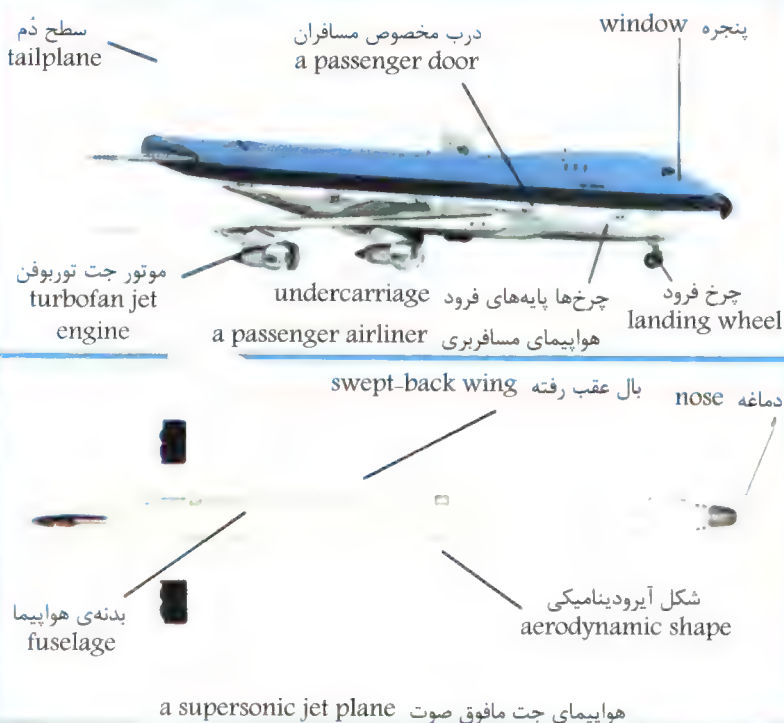 سطح دُم
tailplane
درب مخصوص مسافران
a passenger door
window پنجره
موتور جت توربوفن
turbofan jet
engine
undercarriage چرخ‌ها پایه‌های فرود
چرخ فرود
landing wheel
a passenger airliner هواپیمای مسافربری
swept-back wing بال عقب رفته
nose دماغه
بدنه‌ی هواپیما
fuselage
شکل آیرودینامیکی
aerodynamic shape
a supersonic jet plane هواپیمای جت مافوق صوت